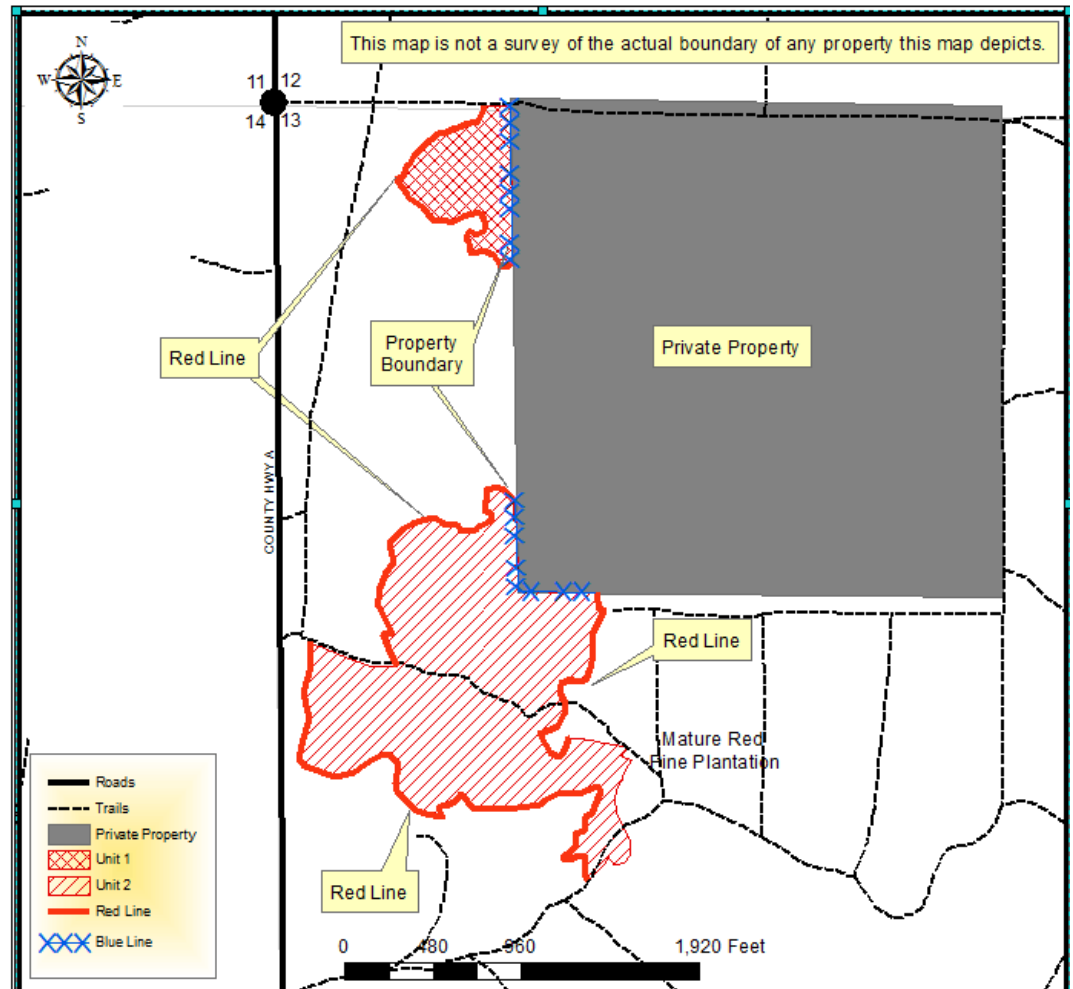 This map is not a survey of the actual boundary of any property this map depicts.
N
W E
S
11 12
14 13
Red Line
Property
Boundary
Private Property
COUNTY HWY A
Red Line
Mature Red
Pine Plantation
Roads
Trails
Private Property
Unit 1
Unit 2
Red Line
Blue Line
Red Line
0 480 960 1,920 Feet